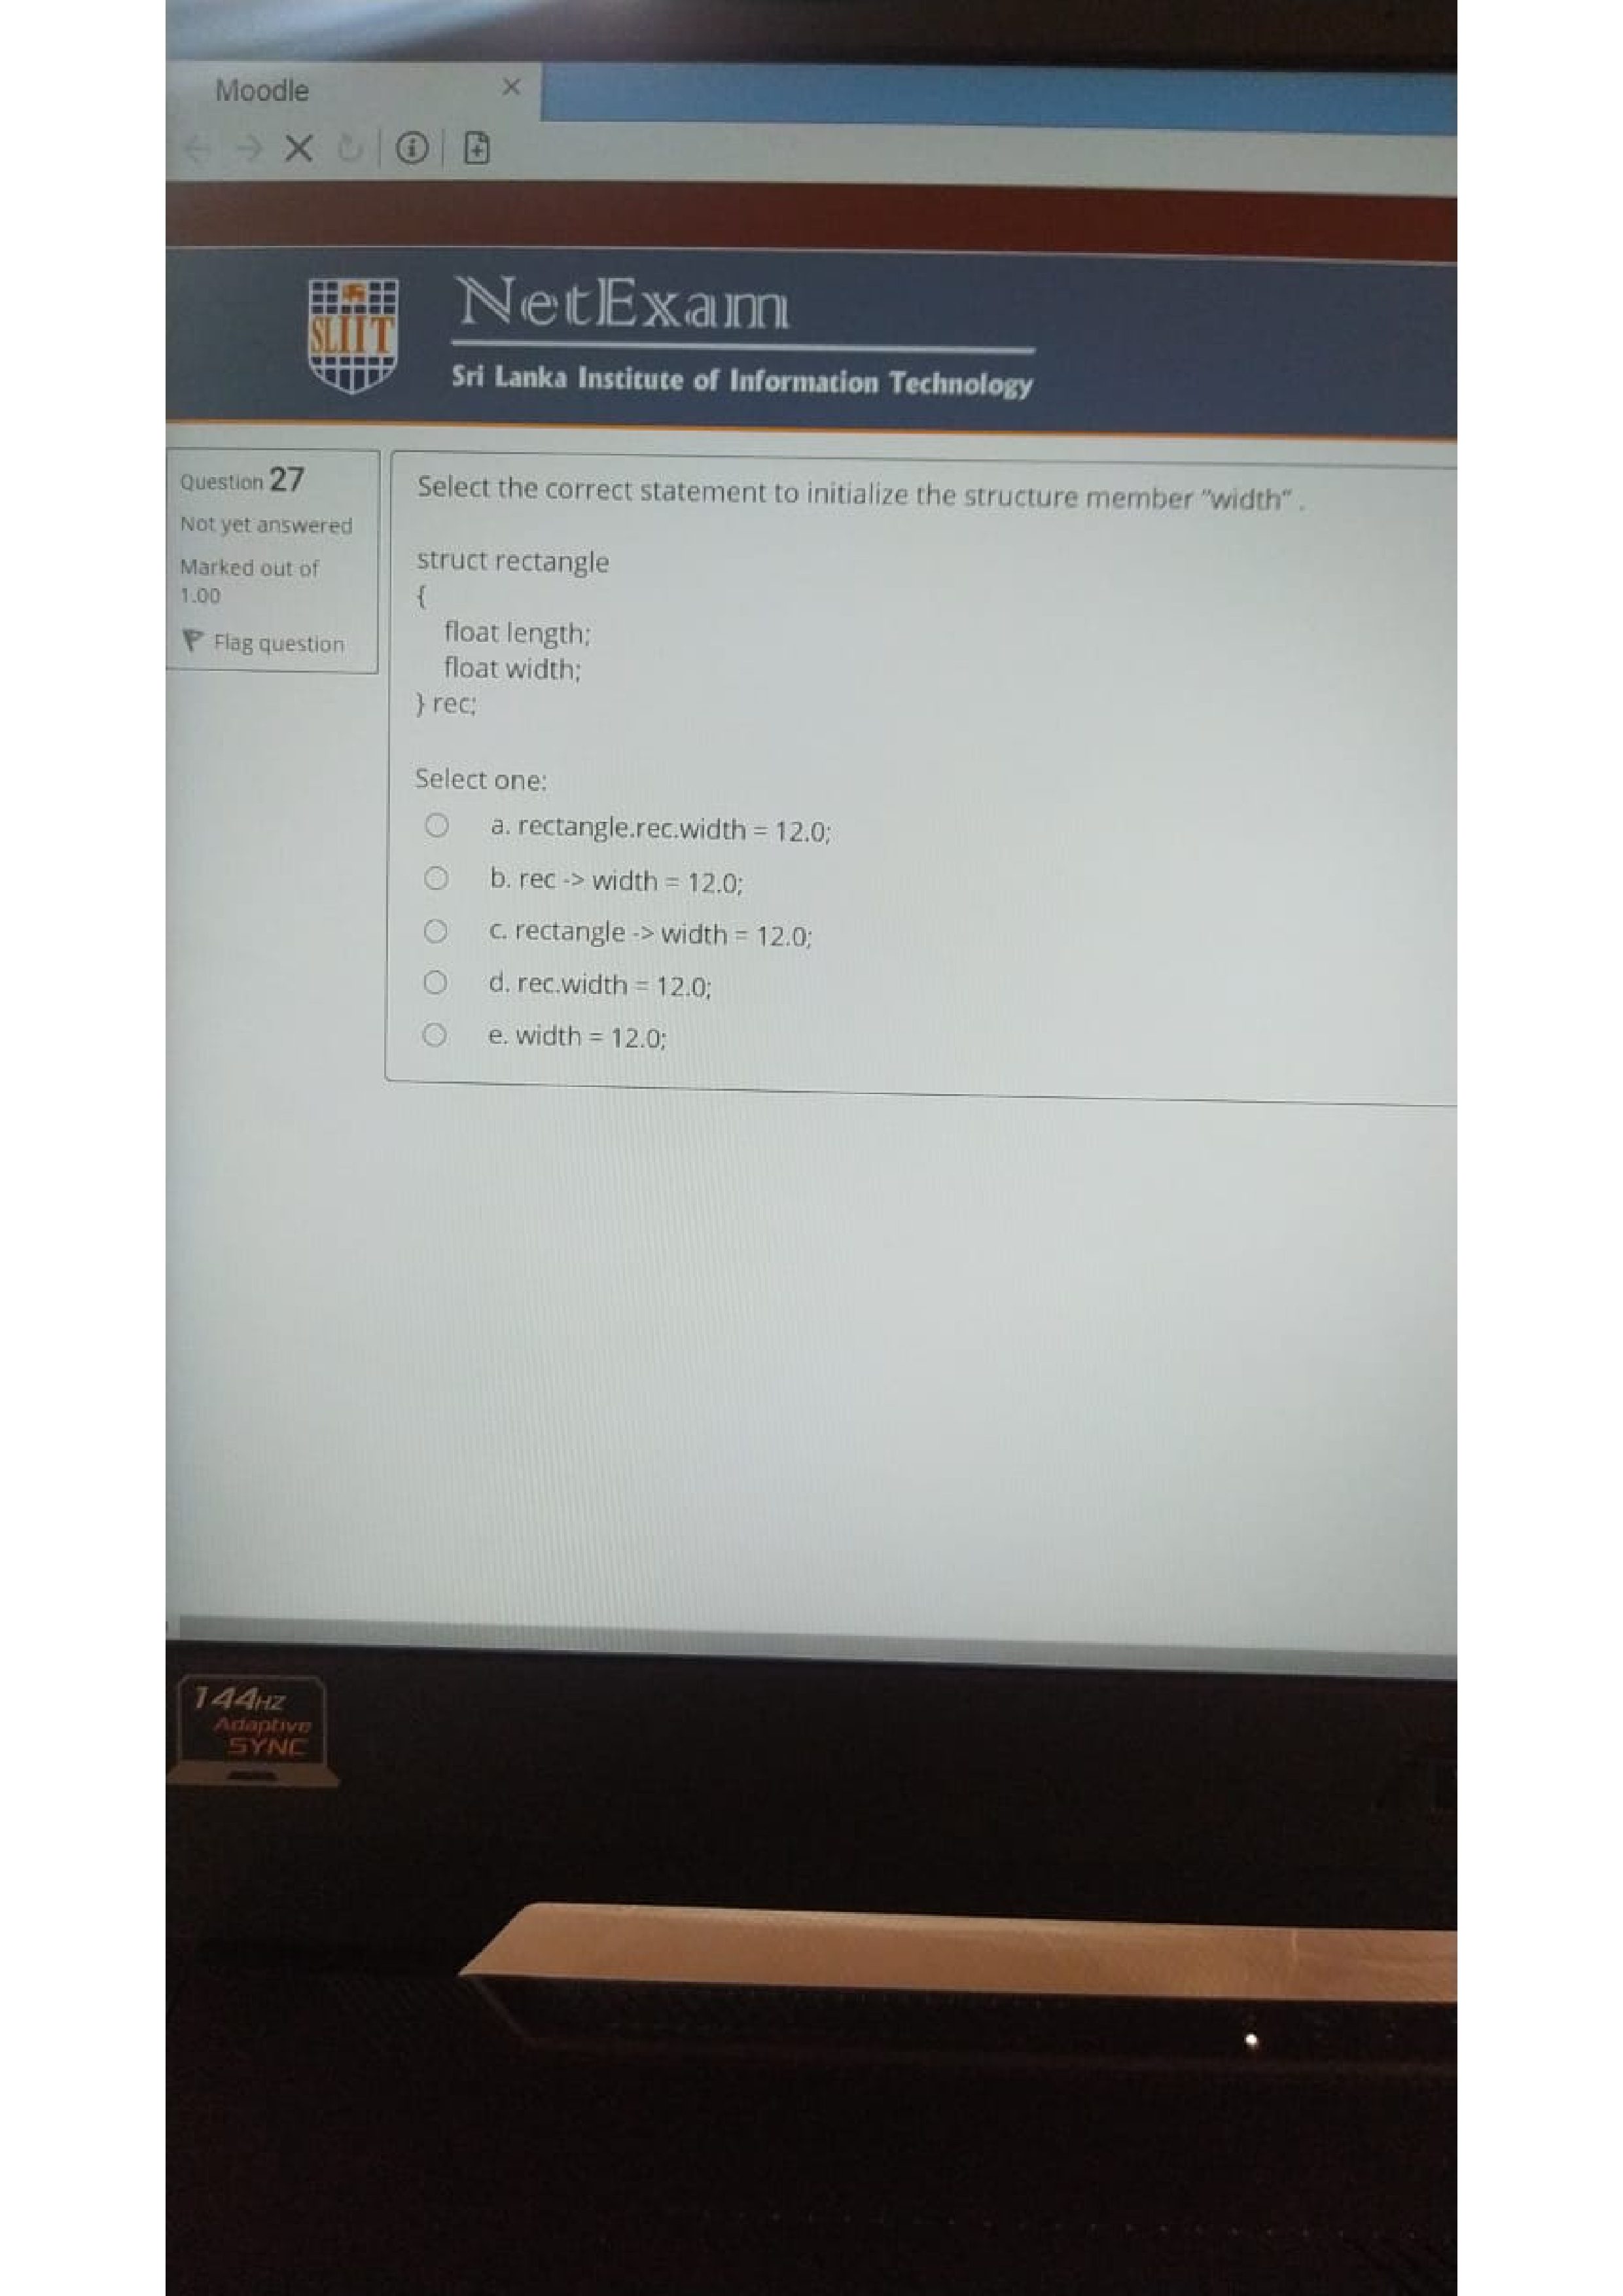 Moodle
NetExam
SLIIT
Sri Lanka Institute of Information Technology
Question 27
Not yet answered
Marked out of
1.00
Flag question
Select the correct statement to initialize the structure member "width" .
struct rectangle
{
float length;
float width;
} rec;
Select one:
a. rectangle.rec.width = 12.0;
b. rec -> width = 12.0;
c. rectangle -> width = 12.0;
d. rec.width = 12.0;
e. width = 12.0;
144HZ
Adaptive
SYNC